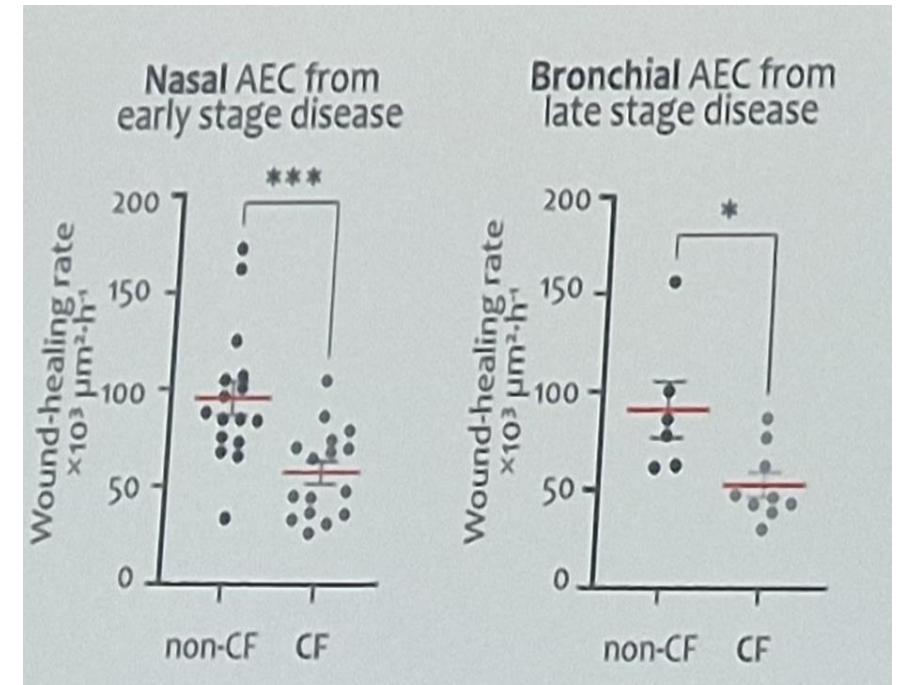 Nasal AEC from
early stage disease
***
Wound-healing rate
×10³ µm²·h⁻¹
200
150
100
50
0
non-CF CF
Bronchial AEC from
late stage disease
*
Wound-healing rate
×10³ µm²·h⁻¹
200
150
100
50
0
non-CF CF